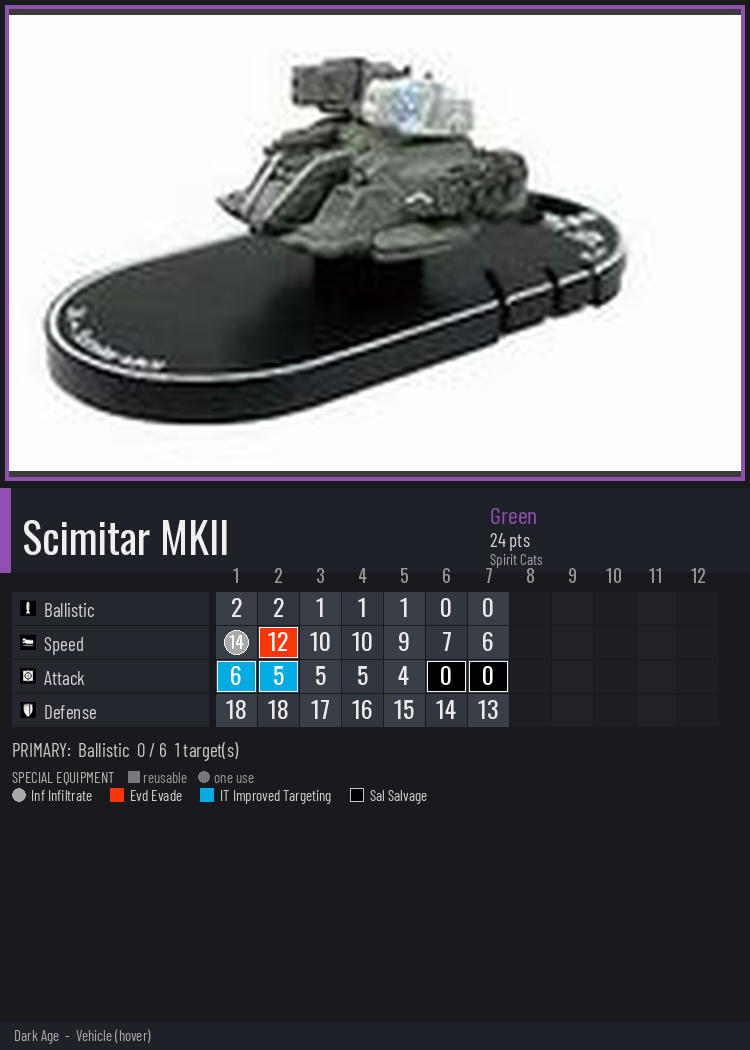 Scimitar MKII
Green
24 pts
Spirit Cats
1 2 3 4 5 6 7 8 9 10 11 12
Ballistic 2 2 1 1 1 0 0
Speed 14 12 10 10 9 7 6
Attack 6 5 5 5 4 0 0
Defense 18 18 17 16 15 14 13
PRIMARY: Ballistic 0 / 6 1 target(s)
SPECIAL EQUIPMENT reusable one use
Inf Infiltrate Evd Evade IT Improved Targeting Sal Salvage
Dark Age - Vehicle (hover)